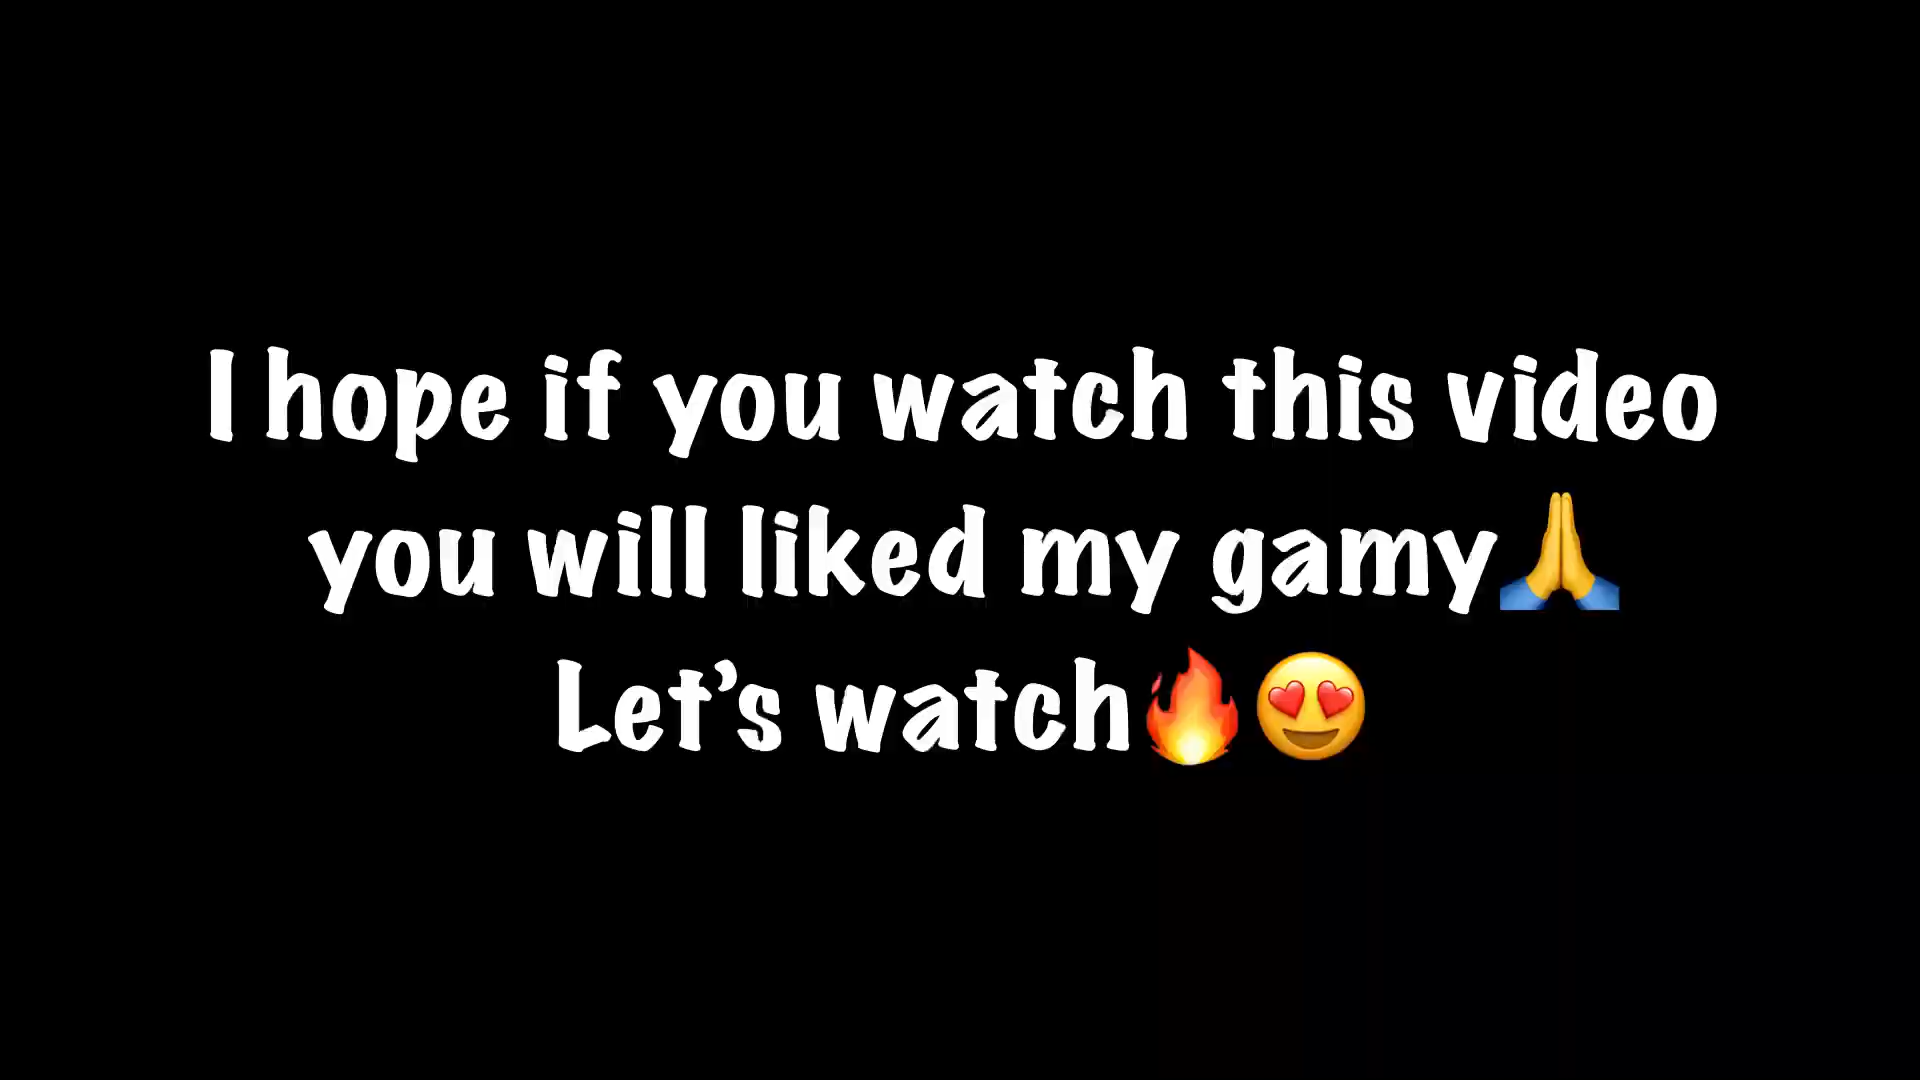 I hope if you watch this video
you will liked my gamy🙏
Let’s watch🔥😍